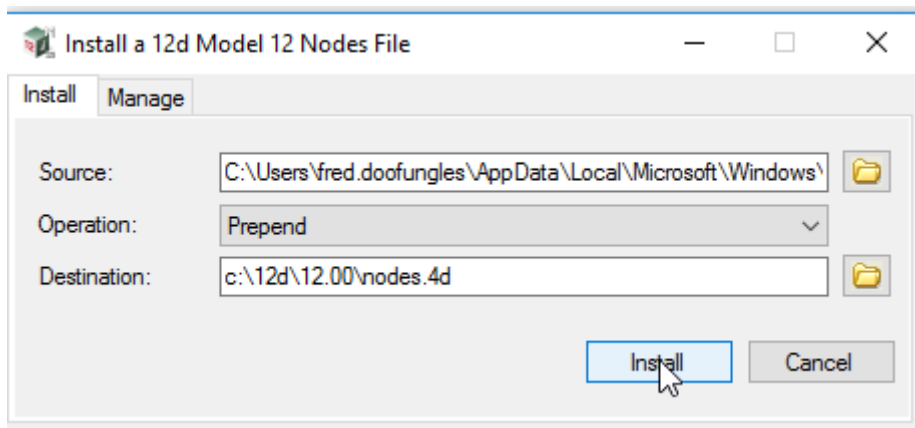 Install a 12d Model 12 Nodes File
Install Manage
Source: C:\Users\fred.doofungles\AppData\Local\Microsoft\Windows\
Operation: Prepend
Destination: c:\12d\12.00\nodes.4d
Install Cancel